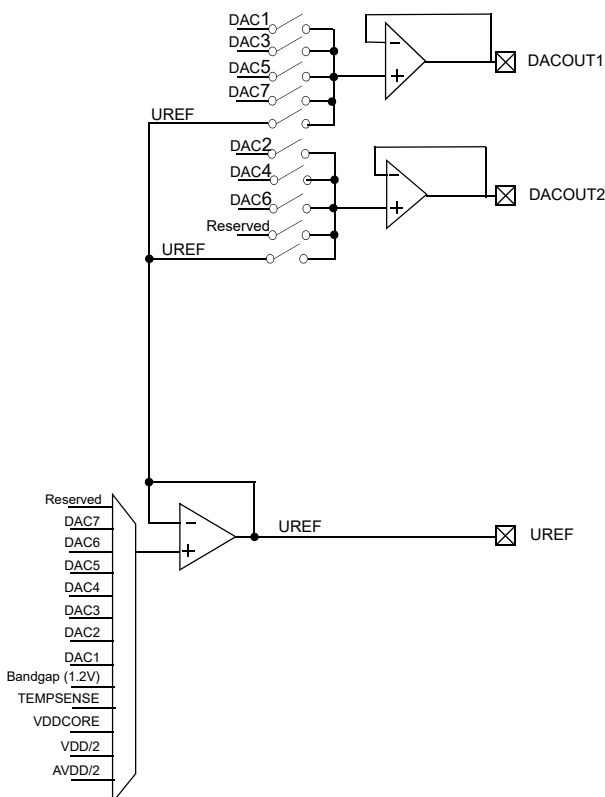 DAC1
DAC3
DAC5
DAC7
UREF
-
+
DACOUT1
DAC2
DAC4
DAC6
Reserved
UREF
-
+
DACOUT2
Reserved
DAC7
DAC6
DAC5
DAC4
DAC3
DAC2
DAC1
Bandgap (1.2V)
TEMPSENSE
VDDCORE
VDD/2
AVDD/2
-
+
UREF
UREF